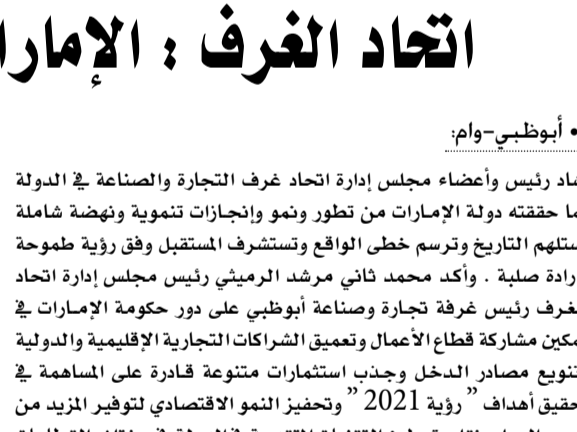 اتحاد الغرف : الإمارا
• أبوظبي-وام:
رئيس وأعضاء مجلس إدارة اتحاد غرف التجارة والصناعة في الدولة
ما حققته دولة الإمارات من تطور ونمو وإنجازات تنموية ونهضة شاملة
ستلهم التاريخ وترسم خطى الواقع وتستشرف المستقبل وفق رؤية طموحة
رادة صلبة . وأكد محمد ثاني مرشد الرميثي رئيس مجلس إدارة اتحاد
لغرف رئيس غرفة تجارة وصناعة أبوظبي على دور حكومة الإمارات في
مكين مشاركة قطاع الأعمال وتعميق الشراكات التجارية الإقليمية والدولية
تنويع مصادر الدخل وجذب استثمارات متنوعة قادرة على المساهمة في
حقيق أهداف " رؤية 2021 " وتحفيز النمو الاقتصادي لتوفير المزيد من